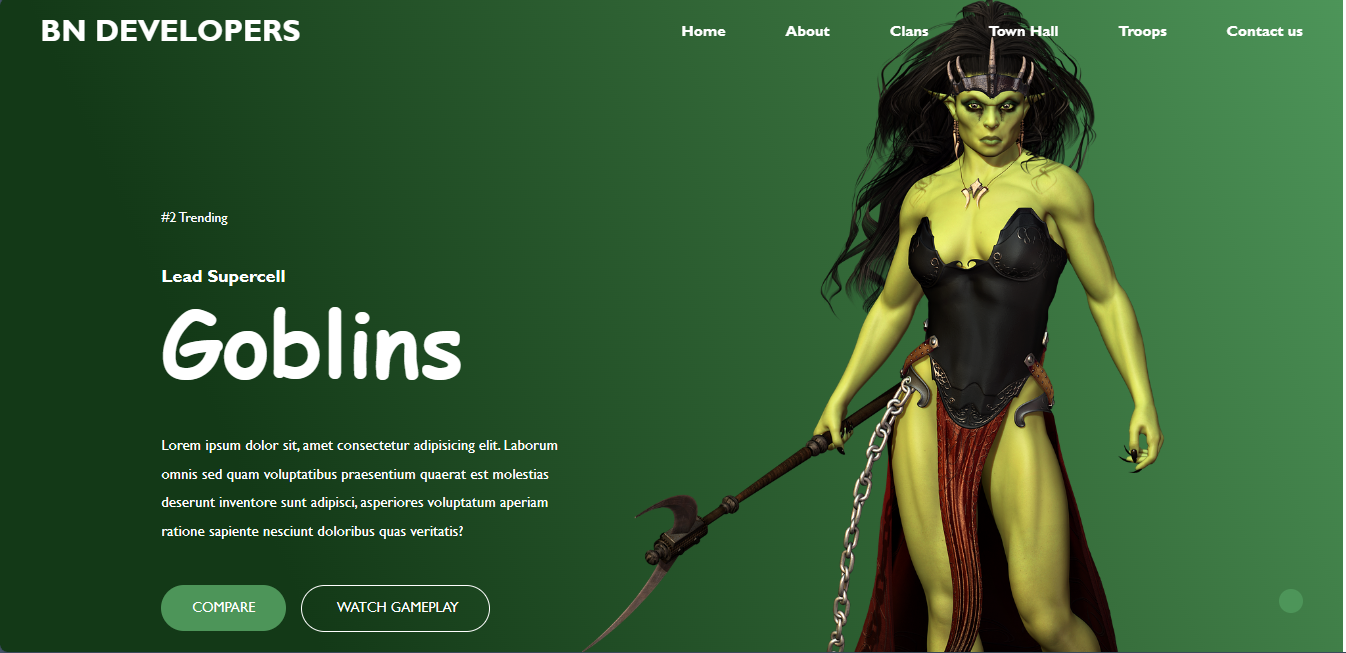 BN DEVELOPERS
Home About Clans Town Hall Troops Contact us
#2 Trending
Lead Supercell
Goblins
Lorem ipsum dolor sit, amet consectetur adipisicing elit. Laborum
omnis sed quam voluptatibus praesentium quaerat est molestias
deserunt inventore sunt adipisci, asperiores voluptatum aperiam
ratione sapiente nesciunt doloribus quas veritatis?
COMPARE WATCH GAMEPLAY